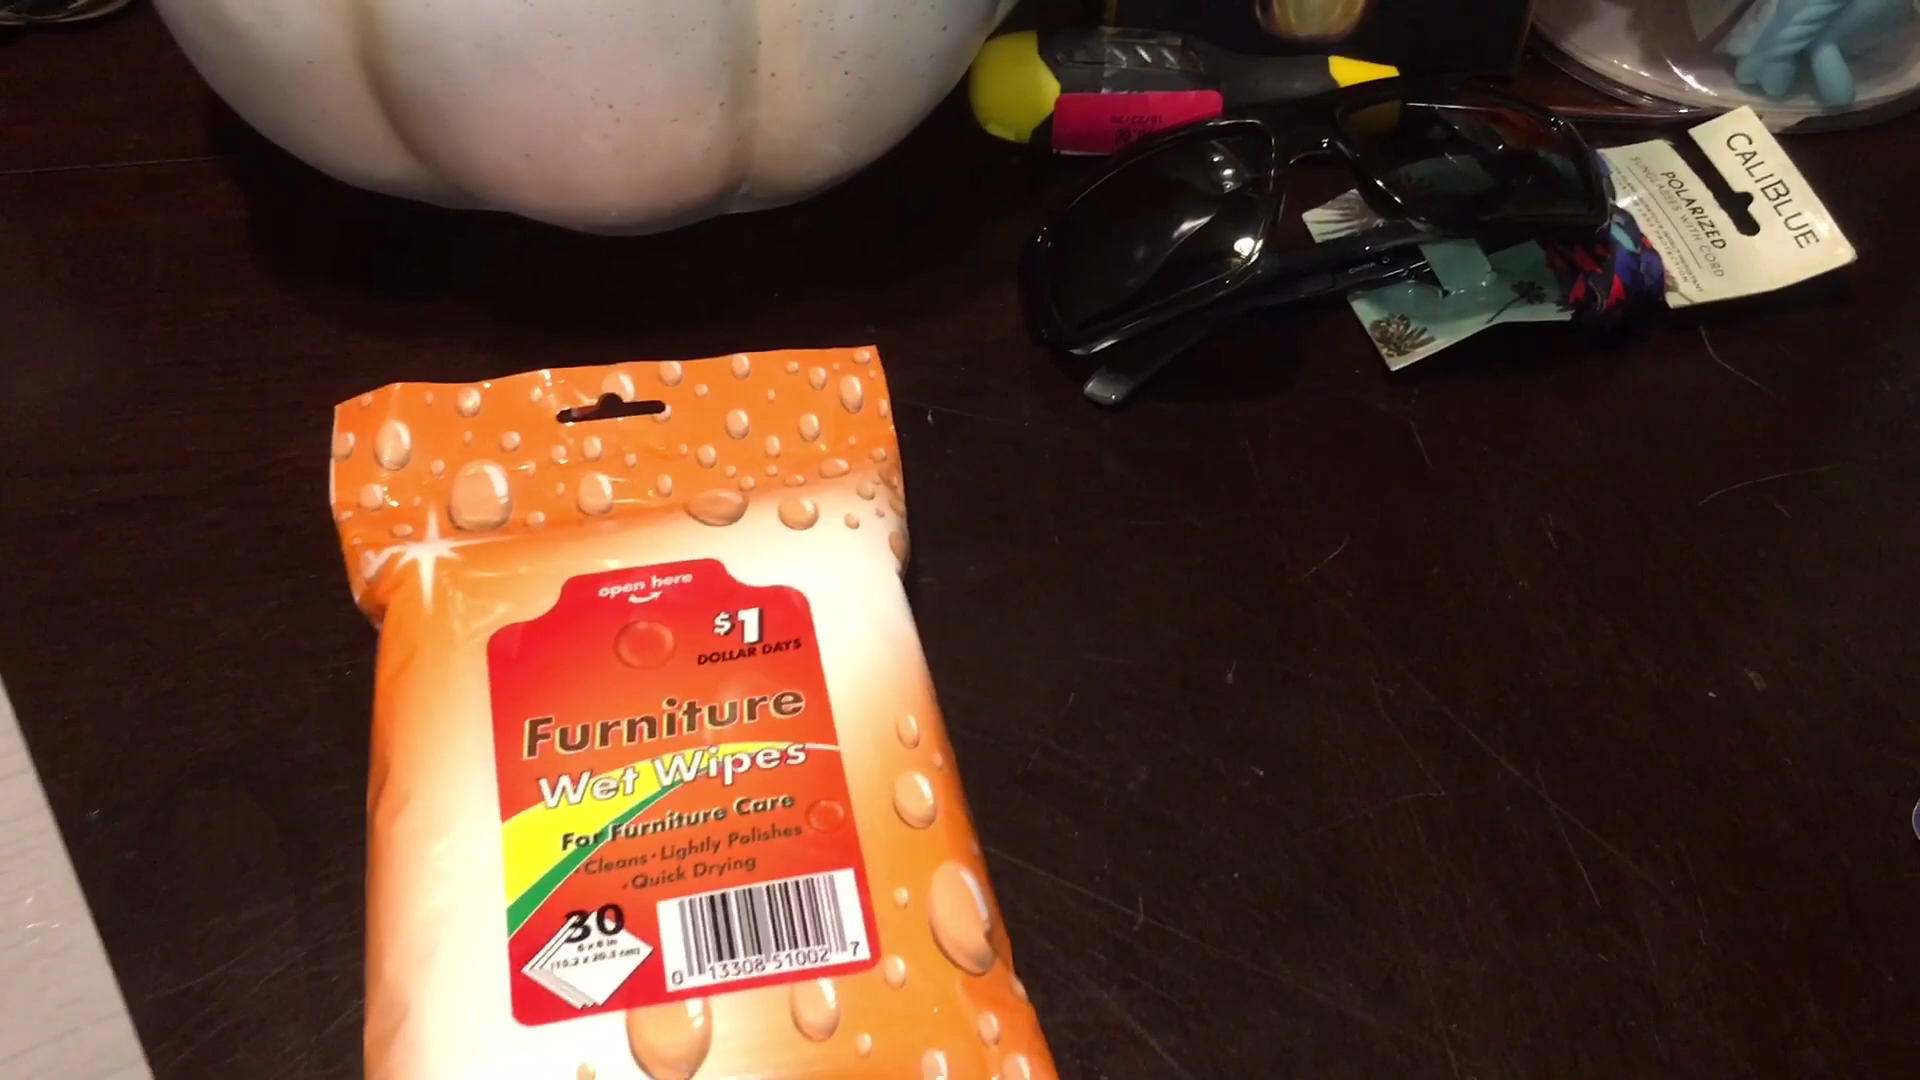 CALIBLUE
POLARIZED
SUNGLASSES WITH CORD
open here
$1
DOLLAR DAYS
Furniture
Wet Wipes
For Furniture Care
• Cleans • Lightly Polishes
• Quick Drying
30
0 13308 51002 7